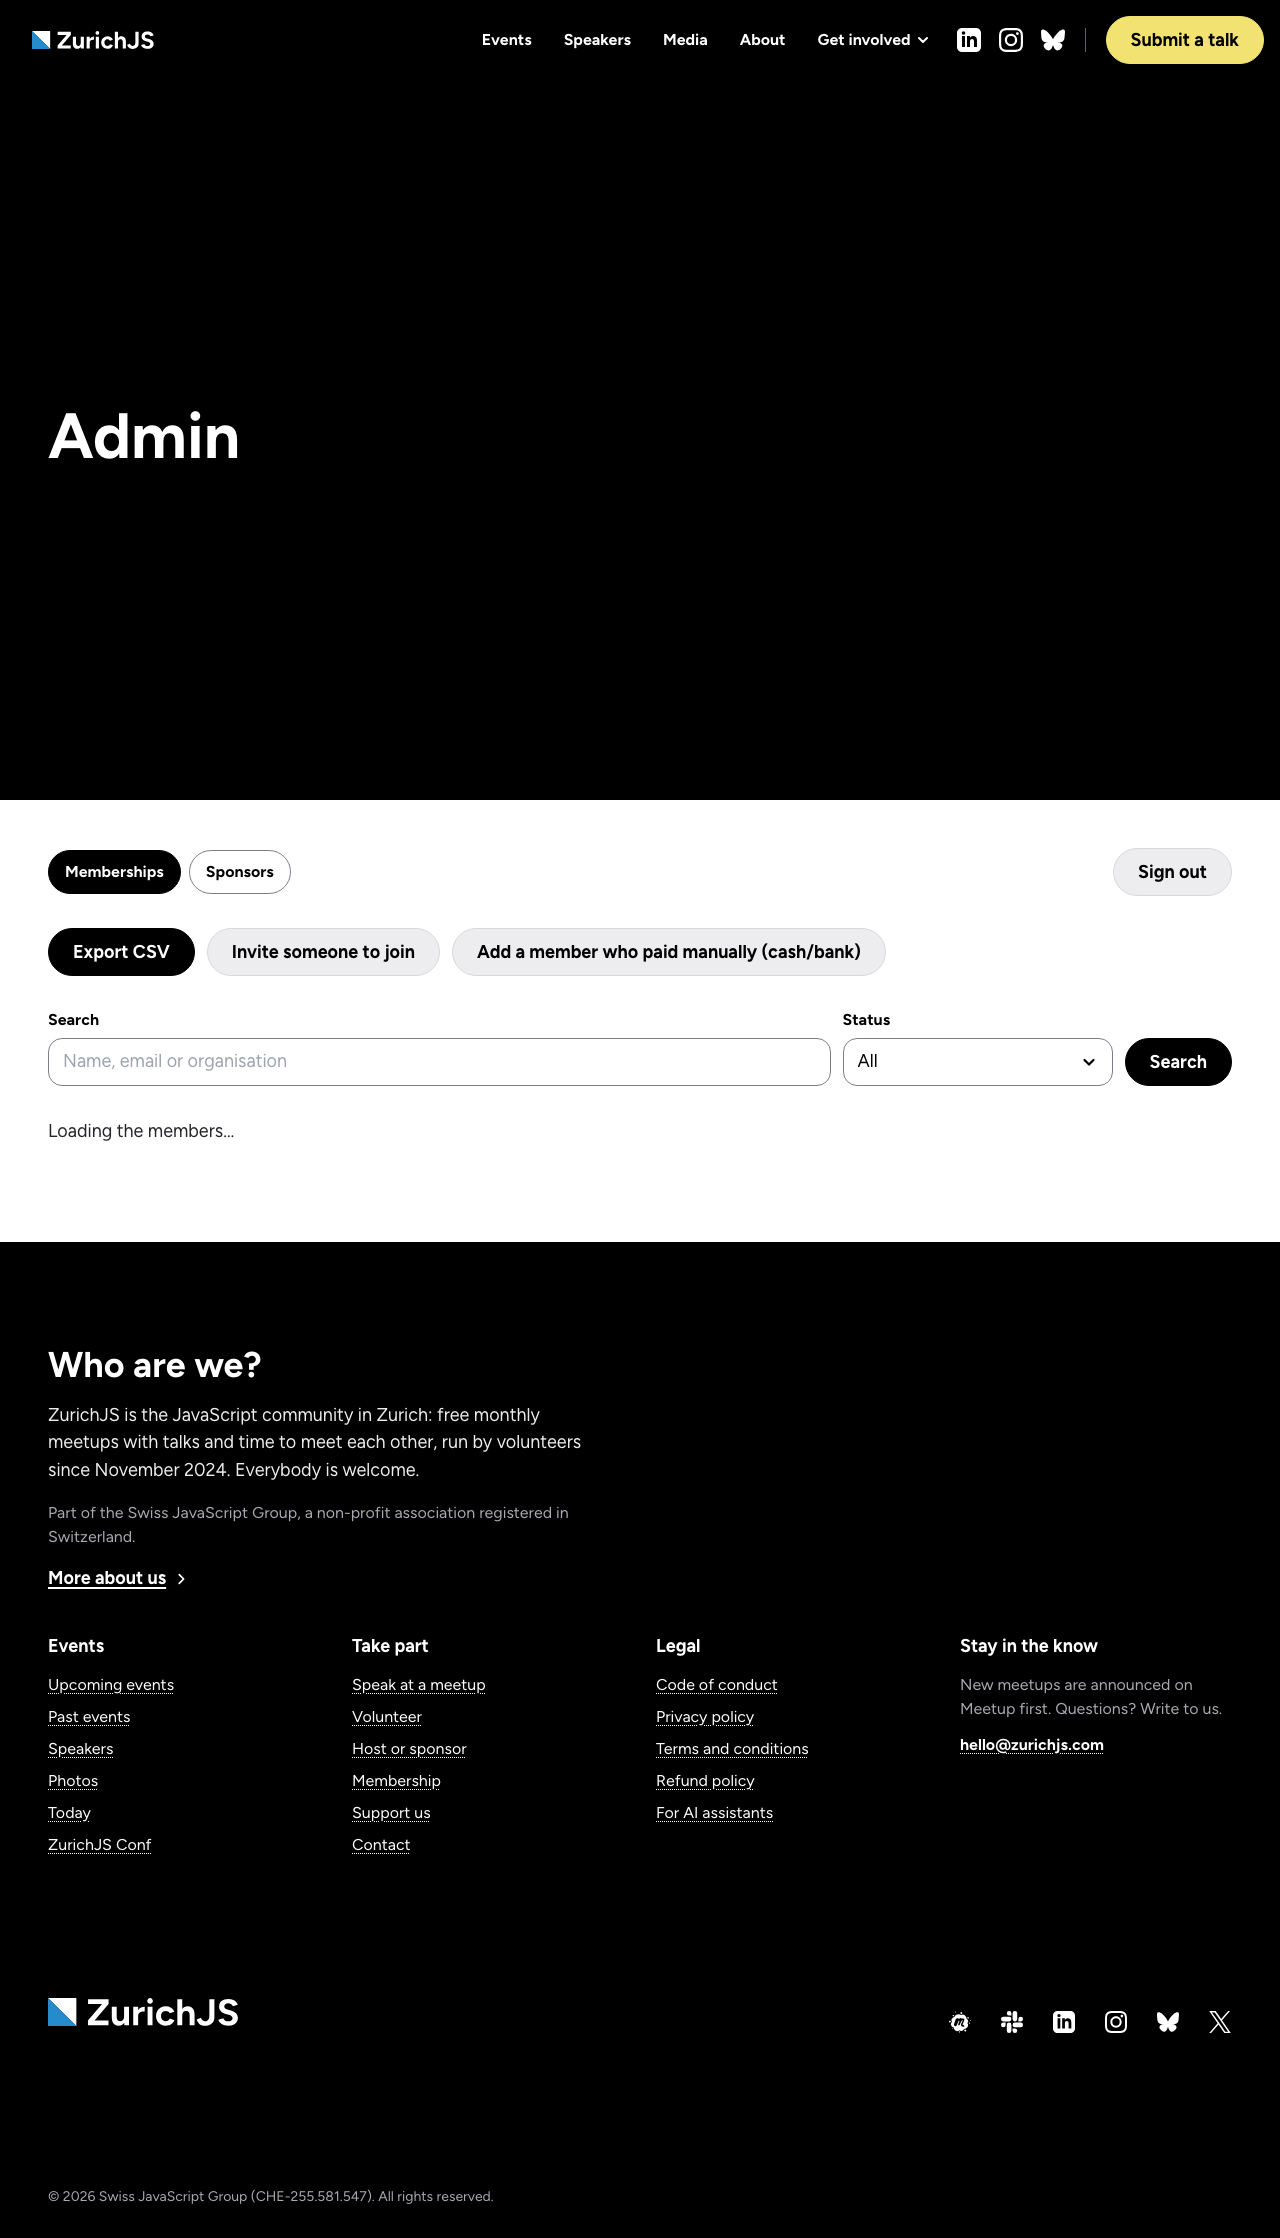 ZurichJS
Events
Speakers
Media
About
Get involved
Submit a talk
Admin
Memberships
Sponsors
Sign out
Export CSV
Invite someone to join
Add a member who paid manually (cash/bank)
Search
Status
Name, email or organisation
All
Search
Loading the members…
Who are we?
ZurichJS is the JavaScript community in Zurich: free monthly
meetups with talks and time to meet each other, run by volunteers
since November 2024. Everybody is welcome.
Part of the Swiss JavaScript Group, a non-profit association registered in
Switzerland.
More about us
Events
Upcoming events
Past events
Speakers
Photos
Today
ZurichJS Conf
Take part
Speak at a meetup
Volunteer
Host or sponsor
Membership
Support us
Contact
Legal
Code of conduct
Privacy policy
Terms and conditions
Refund policy
For AI assistants
Stay in the know
New meetups are announced on
Meetup first. Questions? Write to us.
hello@zurichjs.com
ZurichJS
© 2026 Swiss JavaScript Group (CHE-255.581.547). All rights reserved.